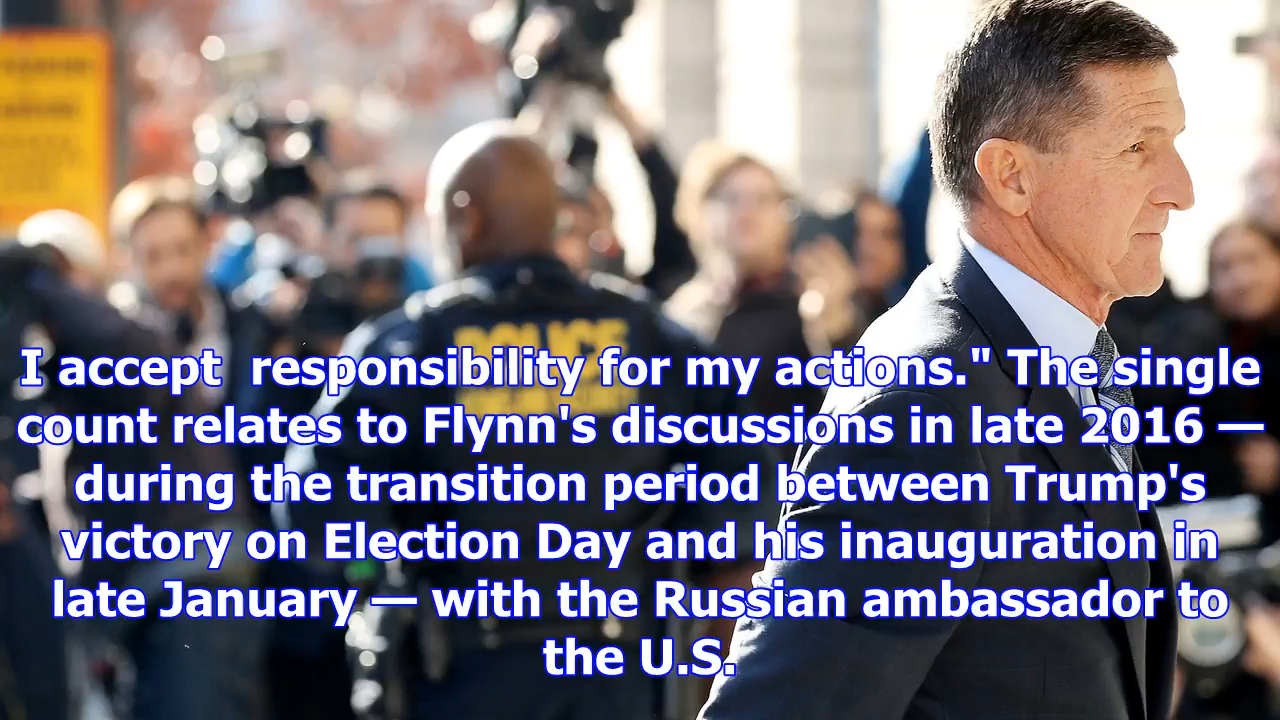 POLICE
I accept  responsibility for my actions." The single
count relates to Flynn's discussions in late 2016 —
during the transition period between Trump's
victory on Election Day and his inauguration in
late January — with the Russian ambassador to
the U.S.